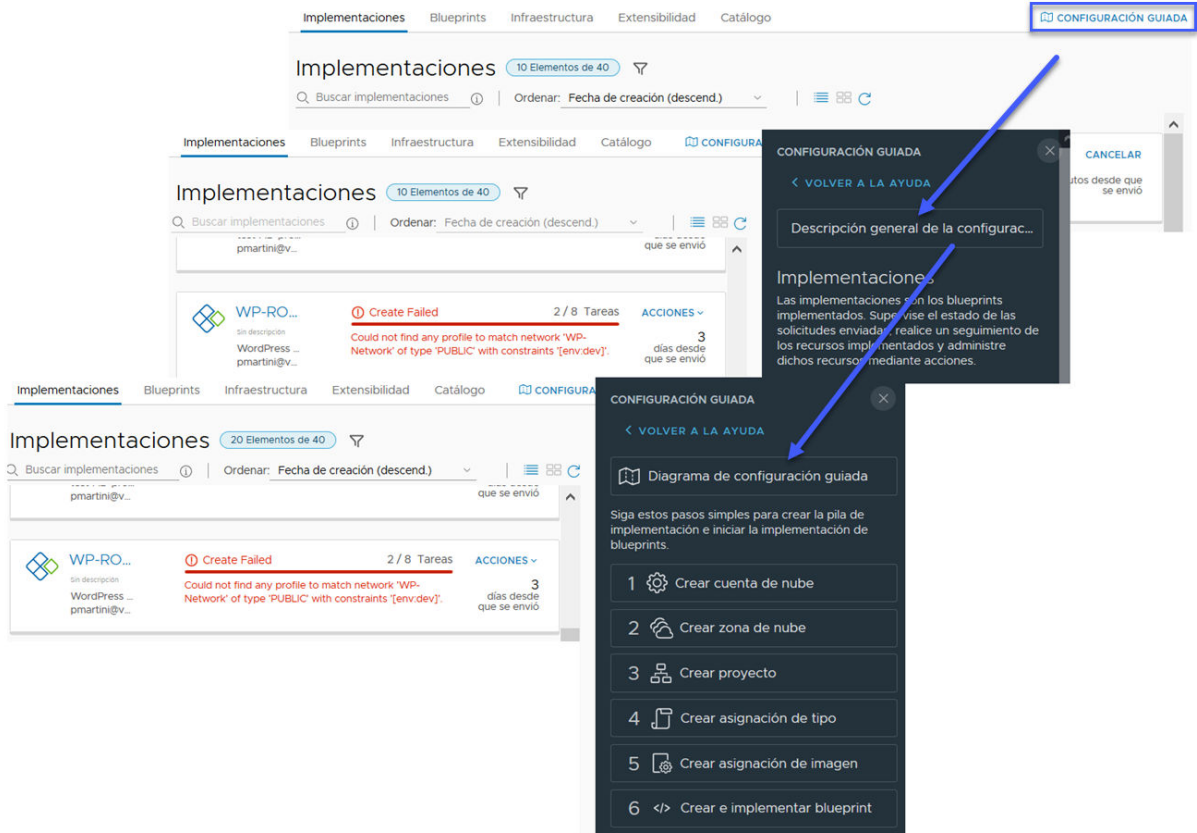 Implementaciones Blueprints Infraestructura Extensibilidad Catálogo CONFIGURACIÓN GUIADA
Implementaciones 10 Elementos de 40
Buscar implementaciones Ordenar: Fecha de creación (descend.)
CANCELAR
utos desde que
se envió
Implementaciones Blueprints Infraestructura Extensibilidad Catálogo CONFIGURA
Implementaciones 10 Elementos de 40
Buscar implementaciones Ordenar: Fecha de creación (descend.)
días desde
pmartini@v...
que se envió
WP-RO...
Sin descripción
WordPress ...
pmartini@v...
Create Failed 2 / 8 Tareas
Could not find any profile to match network 'WP-
Network' of type 'PUBLIC' with constraints '[env:dev]'.
ACCIONES
3
días desde
que se envió
CONFIGURACIÓN GUIADA
VOLVER A LA AYUDA
Descripción general de la configurac...
Implementaciones
Las implementaciones son los blueprints
implementados. Supervise el estado de las
solicitudes enviadas, realice un seguimiento de
los recursos implementados y administre
dichos recursos mediante acciones.
Implementaciones Blueprints Infraestructura Extensibilidad Catálogo CONFIGURA
Implementaciones 20 Elementos de 40
Buscar implementaciones Ordenar: Fecha de creación (descend.)
días desde
pmartini@v...
que se envió
WP-RO...
Sin descripción
WordPress ...
pmartini@v...
Create Failed 2 / 8 Tareas
Could not find any profile to match network 'WP-
Network' of type 'PUBLIC' with constraints '[env:dev]'.
ACCIONES
3
días desde
que se envió
CONFIGURACIÓN GUIADA
VOLVER A LA AYUDA
Diagrama de configuración guiada
Siga estos pasos simples para crear la pila de
implementación e iniciar la implementación de
blueprints.
1 Crear cuenta de nube
2 Crear zona de nube
3 Crear proyecto
4 Crear asignación de tipo
5 Crear asignación de imagen
6 </> Crear e implementar blueprint